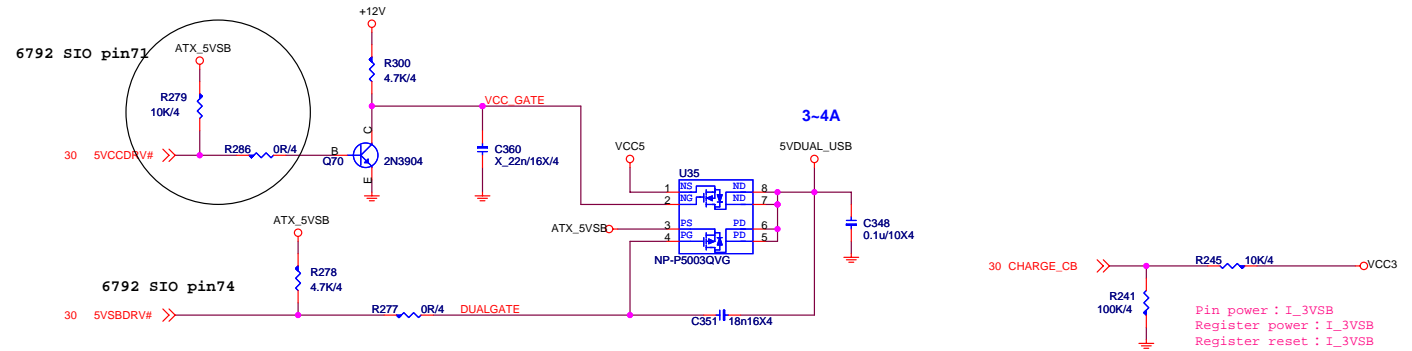 +12V
6792 SIO pin71
ATX_5VSB
R279
10K/4
R300
4.7K/4
VCC_GATE
3~4A
30 5VCCDRV#
R286 0R/4
B
C
E
Q70
2N3904
C360
X_22n/16X/4
VCC5
5VDUAL_USB
U35
1 NS ND 8
2 NG ND 7
ATX_5VSB
3 PS PD 6
4 PG PD 5
NP-P5003QVG
C348
0.1u/10X4
ATX_5VSB
R278
4.7K/4
6792 SIO pin74
30 5VSBDRV#
R277 0R/4
DUALGATE
C351 18n16X4
30 CHARGE_CB
R245 10K/4
VCC3
R241
100K/4
Pin power : I_3VSB
Register power : I_3VSB
Register reset : I_3VSB